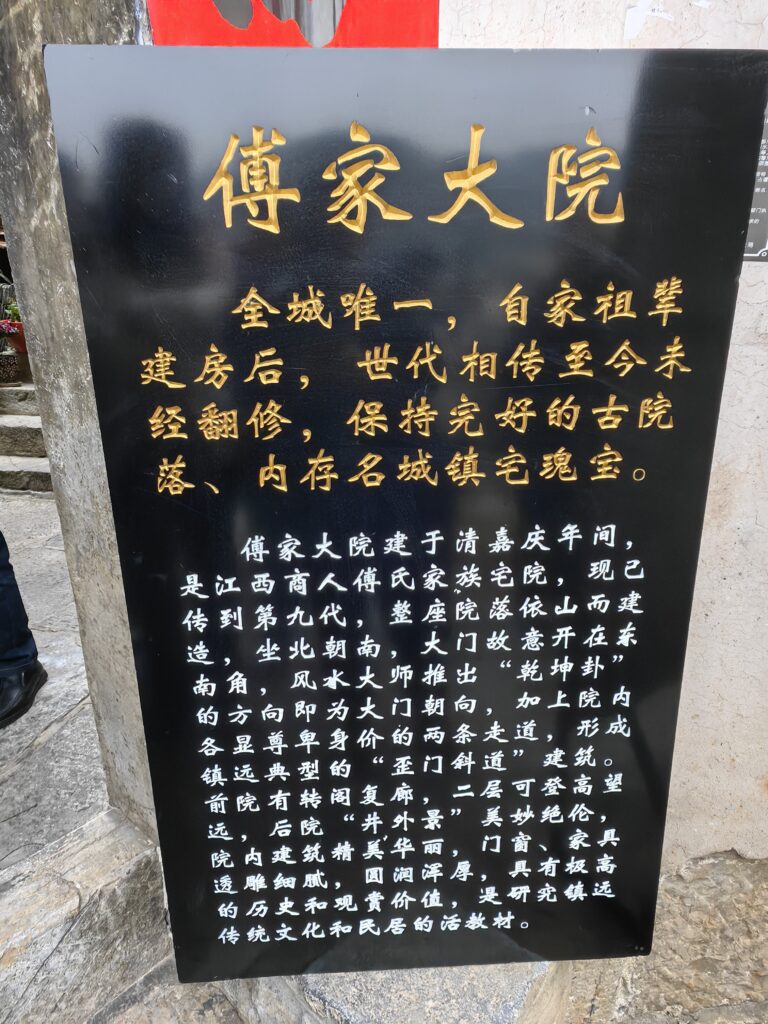 傅家大院
全城唯一，自家祖辈
建房后，世代相传至今未
经翻修，保持完好的古院
落、内存名城镇宅瑰宝。
傅家大院建于清嘉庆年间，
是江西商人傅氏家族宅院，现已
传到第九代，整座院落依山而建
造，坐北朝南，大门故意开在东
南角，风水大师推出“乾坤卦”
的方向即为大门朝向，加上院内
各显尊卑身价的两条走道，形成
镇远典型的“歪门斜道”建筑。
前院有转阁复廊，二层可登高望
远，后院“井外景”美妙绝伦，
院内建筑精美华丽，门窗、家具
透雕细腻，圆润浑厚，具有极高
的历史和观赏价值，是研究镇远
传统文化和民居的活教材。